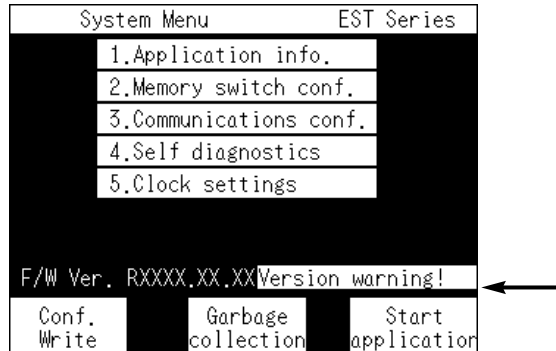 System Menu EST Series
1.Application info.
2.Memory switch conf.
3.Communications conf.
4.Self diagnostics
5.Clock settings
F/W Ver. RXXXX.XX.XX Version warning!
Conf. Write
Garbage collection
Start application